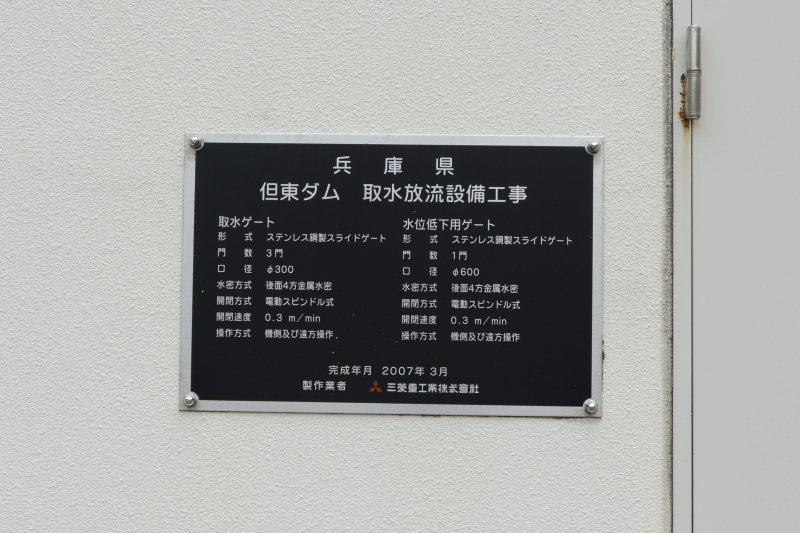 兵庫県
但東ダム 取水放流設備工事
取水ゲート
形式 ステンレス鋼製スライドゲート
門数 3門
口径 φ300
水密方式 後面4方金属水密
開閉方式 電動スピンドル式
開閉速度 0.3 m/min
操作方式 機側及び遠方操作
水位低下用ゲート
形式 ステンレス鋼製スライドゲート
門数 1門
口径 φ600
水密方式 後面4方金属水密
開閉方式 電動スピンドル式
開閉速度 0.3 m/min
操作方式 機側及び遠方操作
完成年月 2007年 3月
製作業者 三菱重工業株式会社